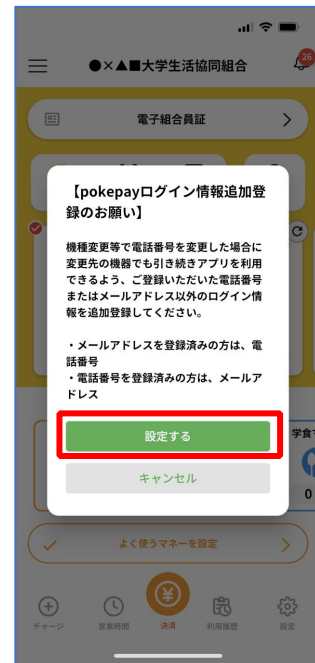 26
●×▲■大学生活協同組合
電子組合員証
【pokepayログイン情報追加登
録のお願い】
機種変更等で電話番号を変更した場合に
変更先の機器でも引き続きアプリを利用
できるよう、ご登録いただいた電話番号
またはメールアドレス以外のログイン情
報を追加登録してください。
・メールアドレスを登録済みの方は、電
話番号
・電話番号を登録済みの方は、メールア
ドレス
設定する
学食
キャンセル
0
よく使うマネーを設定
チャージ
営業時間
決済
利用履歴
設定